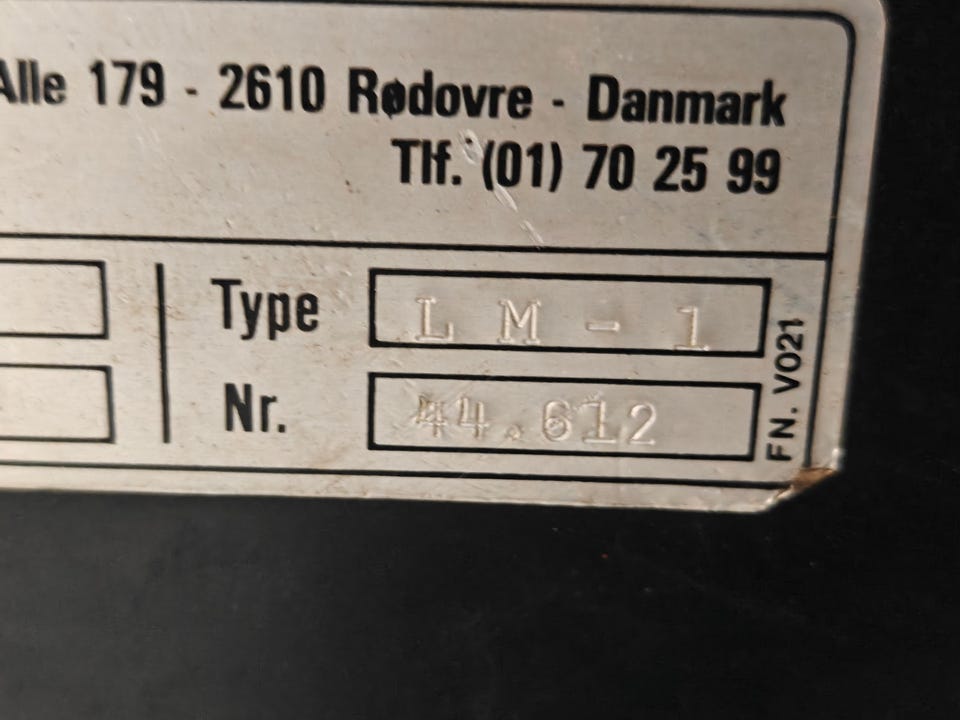 Alle 179 - 2610 Rødovre - Danmark
Tlf. (01) 70 25 99
Type L M - 1
Nr. 44.612
FN. V021